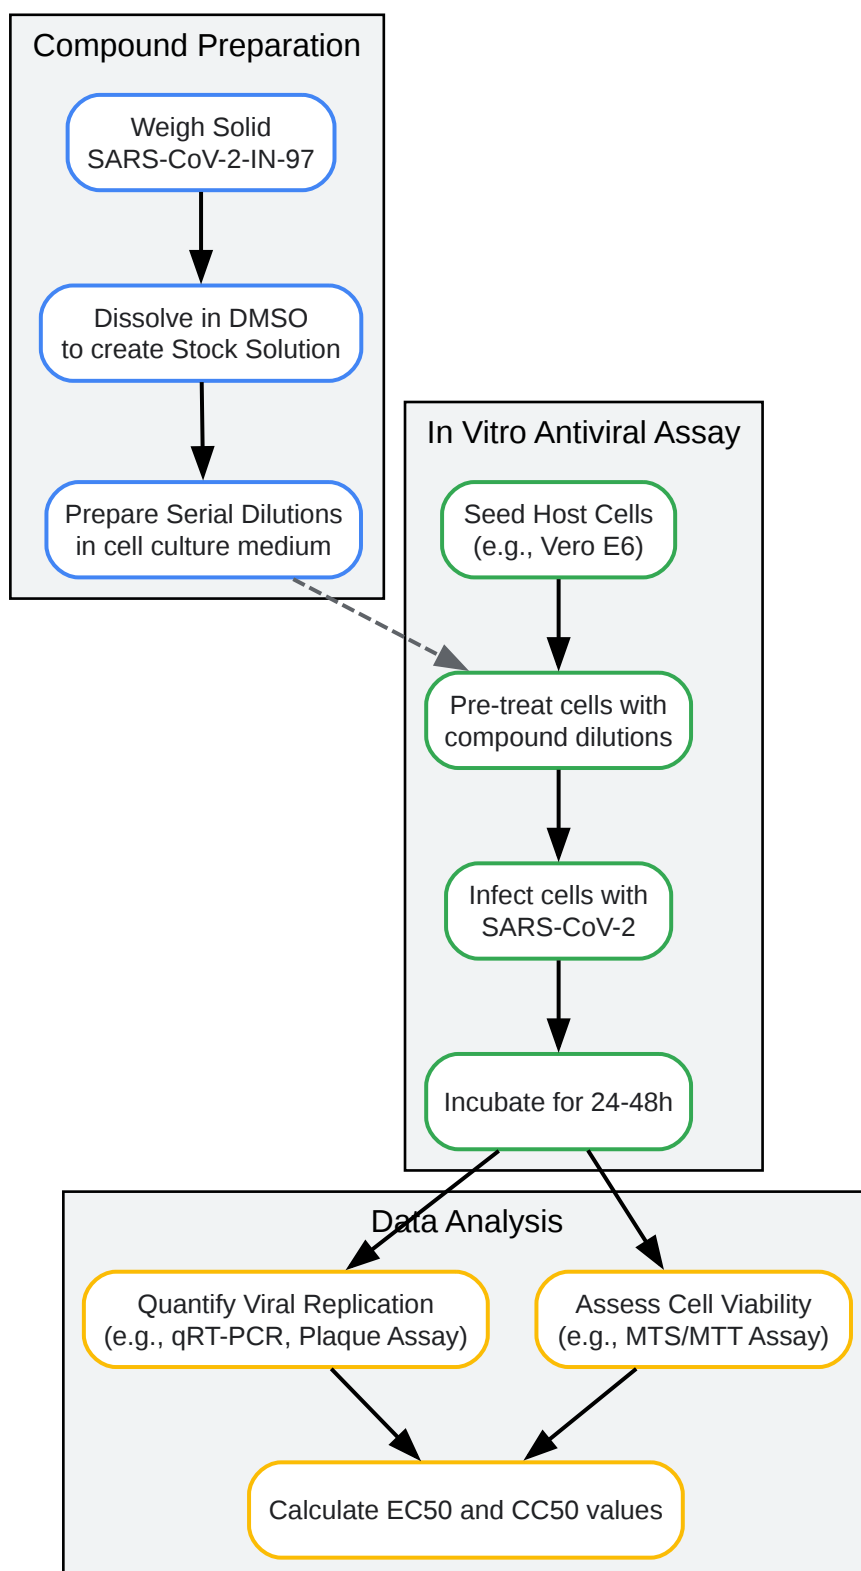 Compound Preparation
Weigh Solid
SARS-CoV-2-IN-97
Dissolve in DMSO
to create Stock Solution
Prepare Serial Dilutions
in cell culture medium
In Vitro Antiviral Assay
Seed Host Cells
(e.g., Vero E6)
Pre-treat cells with
compound dilutions
Infect cells with
SARS-CoV-2
Incubate for 24-48h
Data Analysis
Quantify Viral Replication
(e.g., qRT-PCR, Plaque Assay)
Assess Cell Viability
(e.g., MTS/MTT Assay)
Calculate EC50 and CC50 values